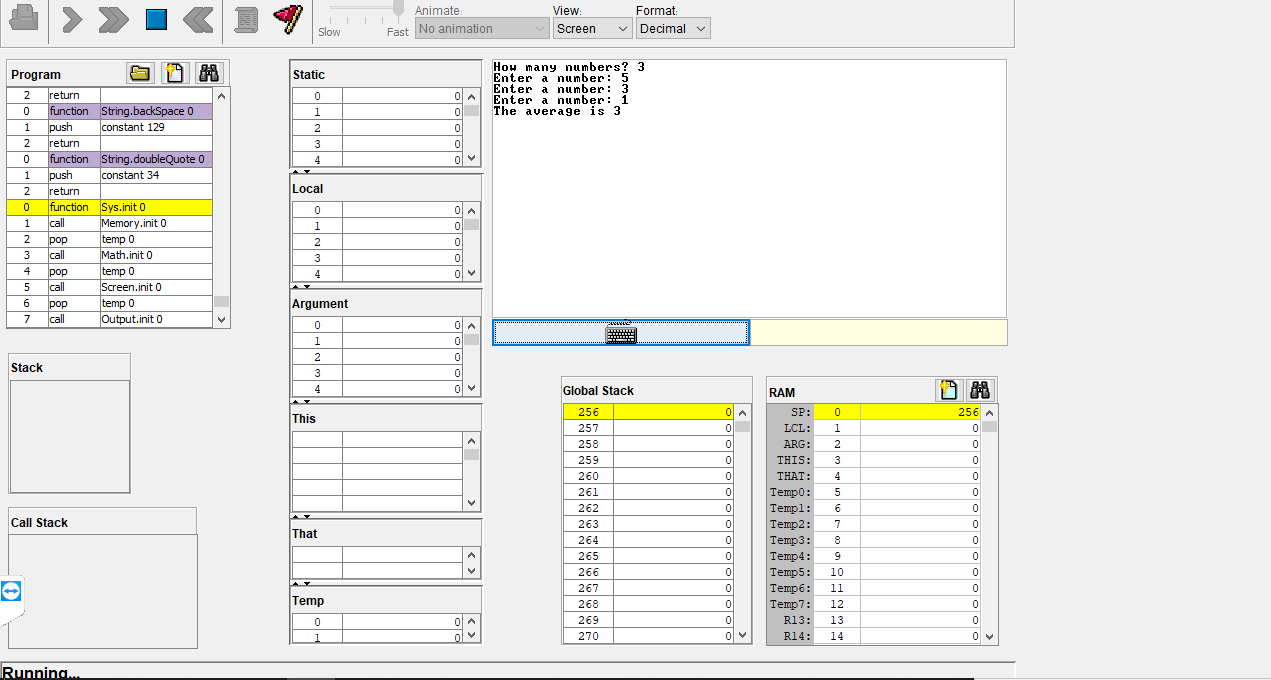 Animate:
View:
Format:
Slow
Fast
No animation
Screen
Decimal
Program
2 return
0 function String.backSpace 0
1 push constant 129
2 return
0 function String.doubleQuote 0
1 push constant 34
2 return
0 function Sys.init 0
1 call Memory.init 0
2 pop temp 0
3 call Math.init 0
4 pop temp 0
5 call Screen.init 0
6 pop temp 0
7 call Output.init 0
Stack
Call Stack
Static
0 0
1 0
2 0
3 0
4 0
Local
0 0
1 0
2 0
3 0
4 0
Argument
0 0
1 0
2 0
3 0
4 0
This
That
Temp
0 0
1 0
How many numbers? 3
Enter a number: 5
Enter a number: 3
Enter a number: 1
The average is 3
Global Stack
256 0
257 0
258 0
259 0
260 0
261 0
262 0
263 0
264 0
265 0
266 0
267 0
268 0
269 0
270 0
RAM
SP: 0 256
LCL: 1 0
ARG: 2 0
THIS: 3 0
THAT: 4 0
Temp0: 5 0
Temp1: 6 0
Temp2: 7 0
Temp3: 8 0
Temp4: 9 0
Temp5: 10 0
Temp6: 11 0
Temp7: 12 0
R13: 13 0
R14: 14 0
Running...